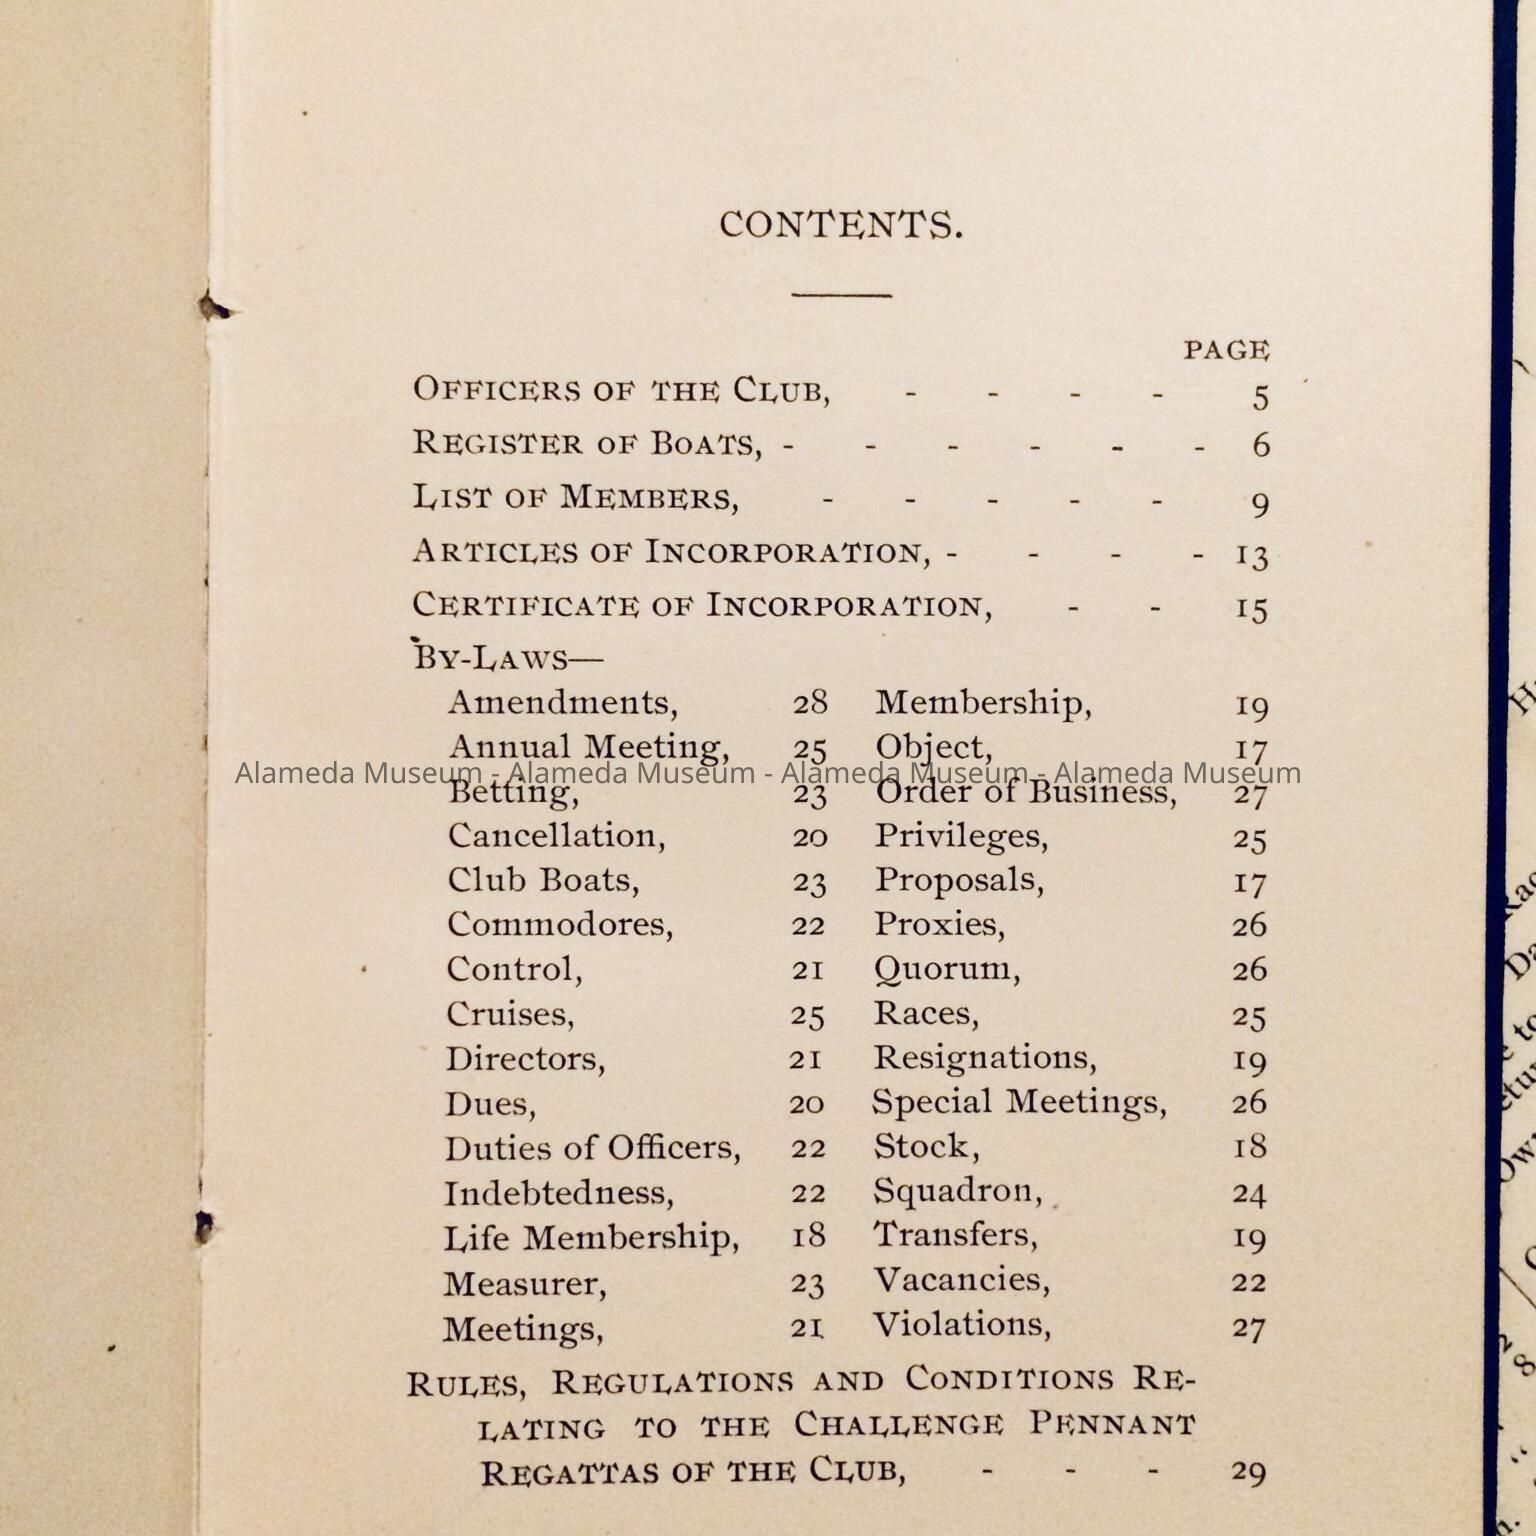 CONTENTS.
PAGE
OFFICERS OF THE CLUB, - - - - 5
REGISTER OF BOATS, - - - - - - 6
LIST OF MEMBERS, - - - - - 9
ARTICLES OF INCORPORATION, - - - - 13
CERTIFICATE OF INCORPORATION, - - 15
BY-LAWS—
Amendments, 28 Membership, 19
Annual Meeting, 25 Object, 17
Alameda Museum - Alameda Museum - Alameda Museum - Alameda Museum
Betting, 23 Order of Business, 27
Cancellation, 20 Privileges, 25
Club Boats, 23 Proposals, 17
Commodores, 22 Proxies, 26
Control, 21 Quorum, 26
Cruises, 25 Races, 25
Directors, 21 Resignations, 19
Dues, 20 Special Meetings, 26
Duties of Officers, 22 Stock, 18
Indebtedness, 22 Squadron, 24
Life Membership, 18 Transfers, 19
Measurer, 23 Vacancies, 22
Meetings, 21 Violations, 27
RULES, REGULATIONS AND CONDITIONS RE-
LATING TO THE CHALLENGE PENNANT
REGATTAS OF THE CLUB, - - - 29